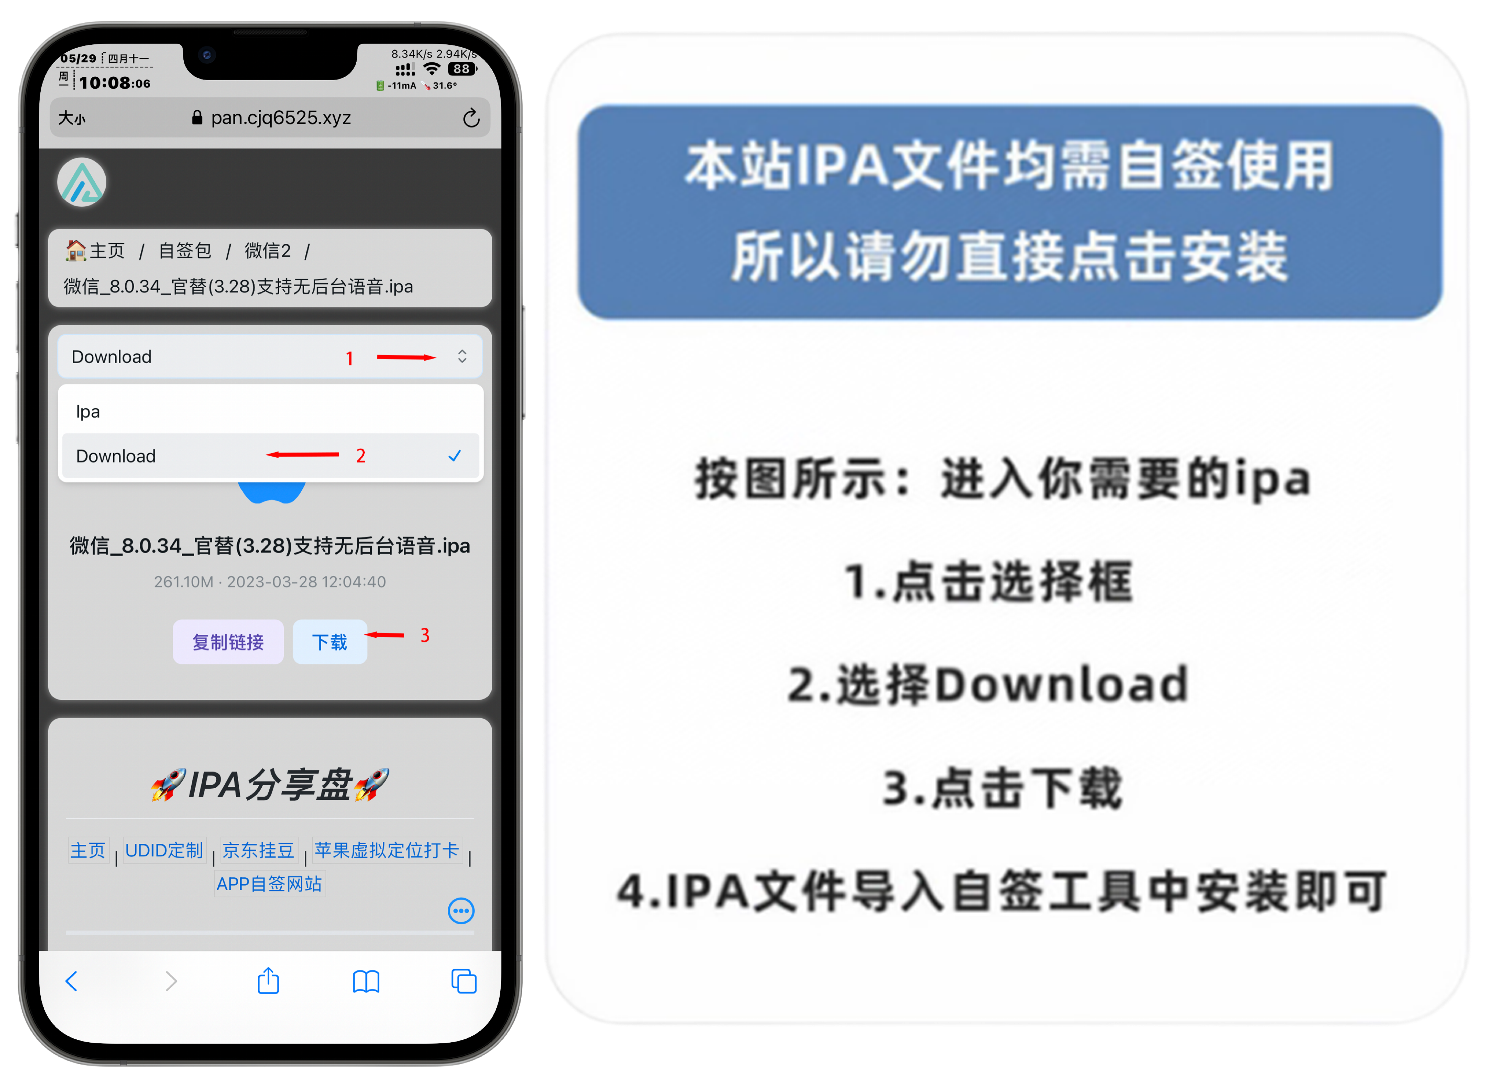 05/29 四月十一
周一 10:08:06
8.34K/s 2.94K/s
88
-11mA 31.6°
大小 pan.cjq6525.xyz
主页 / 自签包 / 微信2 /
微信_8.0.34_官替(3.28)支持无后台语音.ipa
Download 1
Ipa
Download 2
微信_8.0.34_官替(3.28)支持无后台语音.ipa
261.10M · 2023-03-28 12:04:40
复制链接 下载 3
🚀IPA分享盘🚀
主页 | UDID定制 | 京东挂豆 | 苹果虚拟定位打卡 |
APP自签网站
本站IPA文件均需自签使用
所以请勿直接点击安装
按图所示：进入你需要的ipa
1.点击选择框
2.选择Download
3.点击下载
4.IPA文件导入自签工具中安装即可